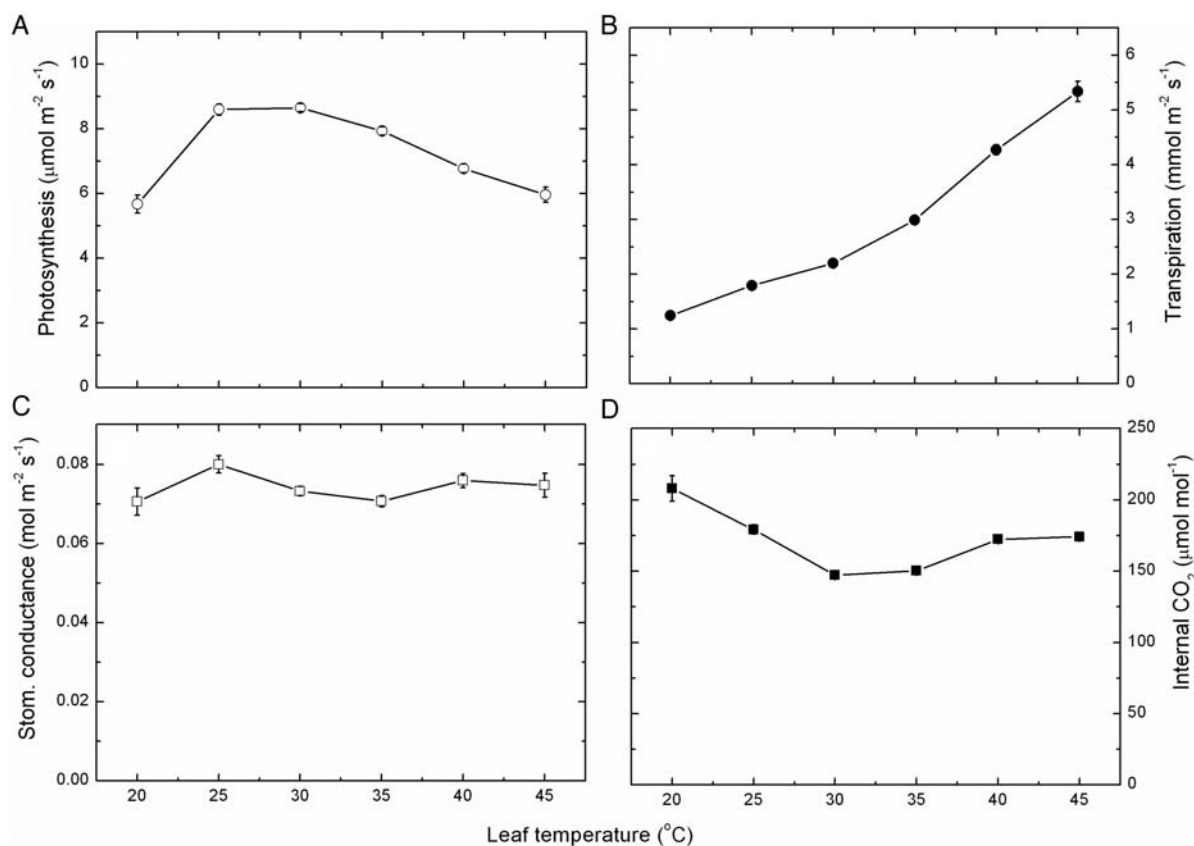 A
Photosynthesis (μmol m⁻² s⁻¹)
10
8
6
4
2
0
B
Transpiration (mmol m⁻² s⁻¹)
6
5
4
3
2
1
0
C
Stom. conductance (mol m⁻² s⁻¹)
0.08
0.06
0.04
0.02
0.00
20 25 30 35 40 45
D
Internal CO₂ (μmol mol⁻¹)
250
200
150
100
50
0
20 25 30 35 40 45
Leaf temperature (°C)